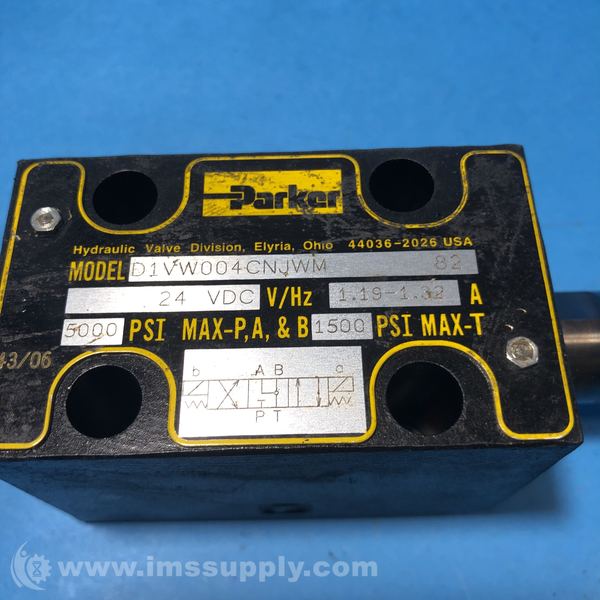 Parker
Hydraulic Valve Division, Elyria, Ohio 44036-2026 USA
MODEL D1VW004CNJWM 82
24 VDC V/Hz 1.19-1.32 A
5000 PSI MAX-P,A, & B 1500 PSI MAX-T
43/06
b A B a
P T
www.imssupply.com